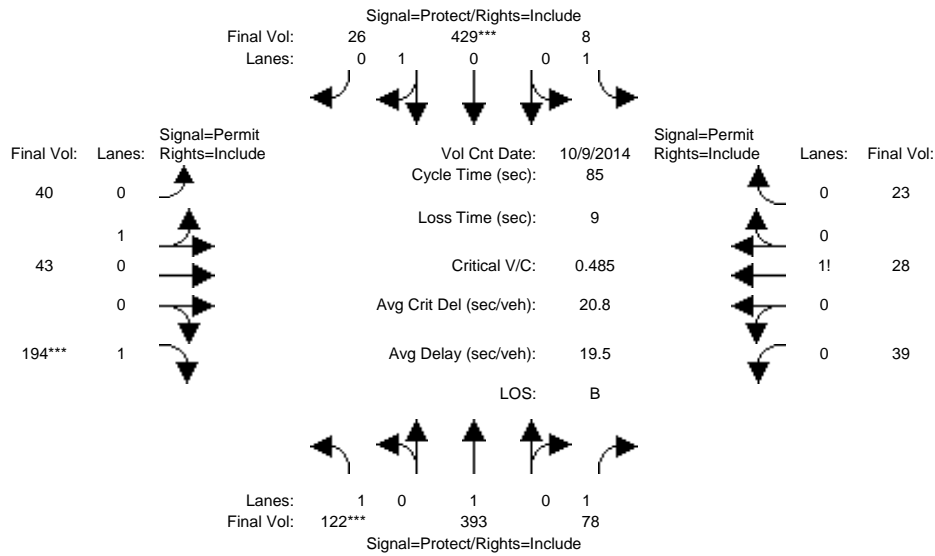 Signal=Protect/Rights=Include
Final Vol: 26 429*** 8
Lanes: 0 1 0 0 1
Signal=Permit Signal=Permit
Final Vol: Lanes: Rights=Include Vol Cnt Date: 10/9/2014 Rights=Include Lanes: Final Vol:
Cycle Time (sec): 85
40 0 0 23
Loss Time (sec): 9
1 0
43 0 Critical V/C: 0.485 1! 28
0 Avg Crit Del (sec/veh): 20.8 0
194*** 1 Avg Delay (sec/veh): 19.5 0 39
LOS: B
Lanes: 1 0 1 0 1
Final Vol: 122*** 393 78
Signal=Protect/Rights=Include